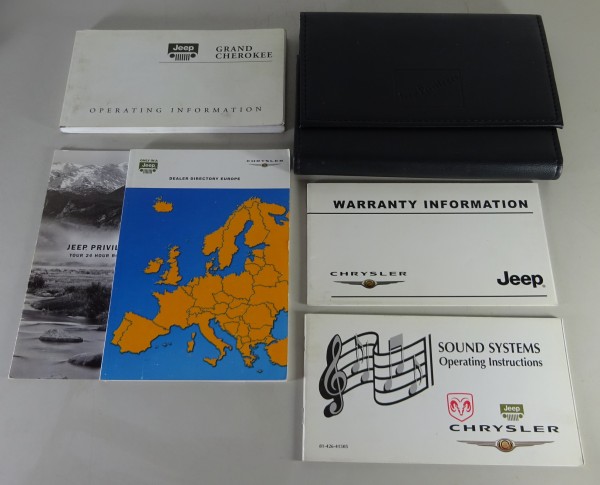 Jeep
GRAND
CHEROKEE
OPERATING INFORMATION
JEEP PRIVIL
YOUR 24 HOUR
Jeep
CHRYSLER
DEALER DIRECTORY EUROPE
WARRANTY INFORMATION
CHRYSLER
Jeep
SOUND SYSTEMS
Operating Instructions
Jeep
CHRYSLER